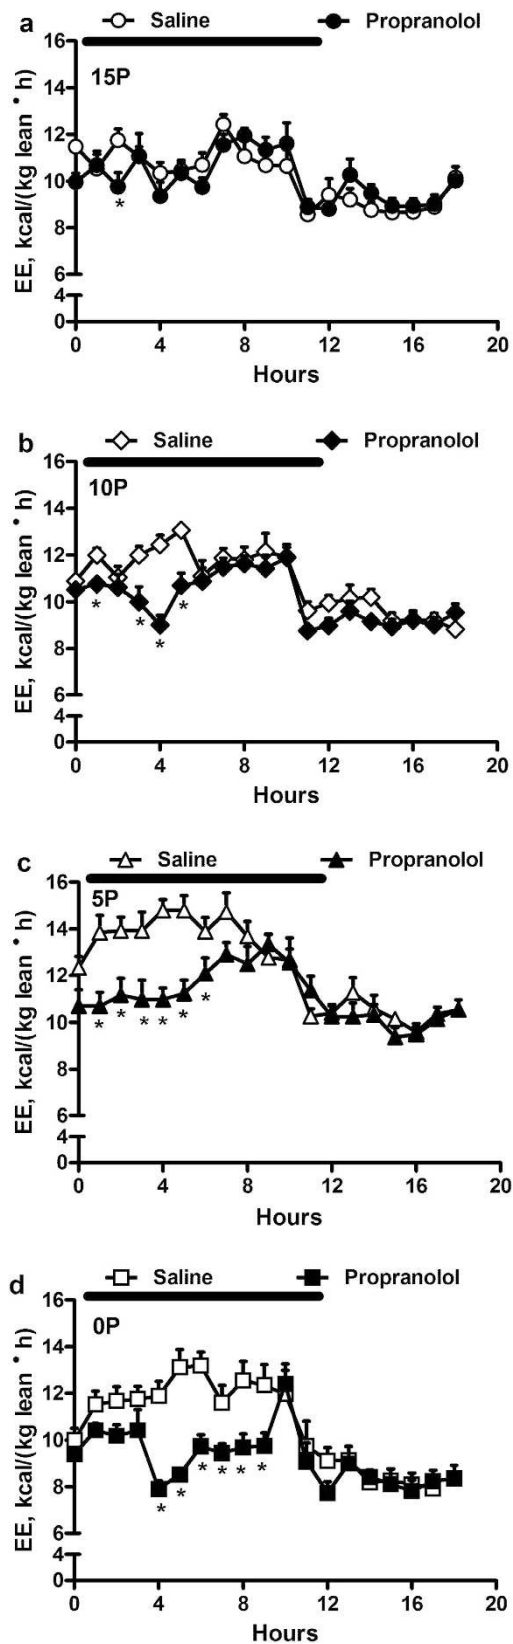 a
Saline Propranolol
16
15P
14
12
10
8
6
4
0
*
EE, kcal/(kg lean * h)
0 4 8 12 16 20
Hours
b
Saline Propranolol
16
10P
14
12
10
8
6
4
0
* * * *
EE, kcal/(kg lean * h)
0 4 8 12 16 20
Hours
c
Saline Propranolol
16
5P
14
12
10
8
6
4
0
* * * * * *
EE, kcal/(kg lean * h)
0 4 8 12 16 20
Hours
d
Saline Propranolol
16
0P
14
12
10
8
6
4
0
* * * * * *
EE, kcal/(kg lean * h)
0 4 8 12 16 20
Hours